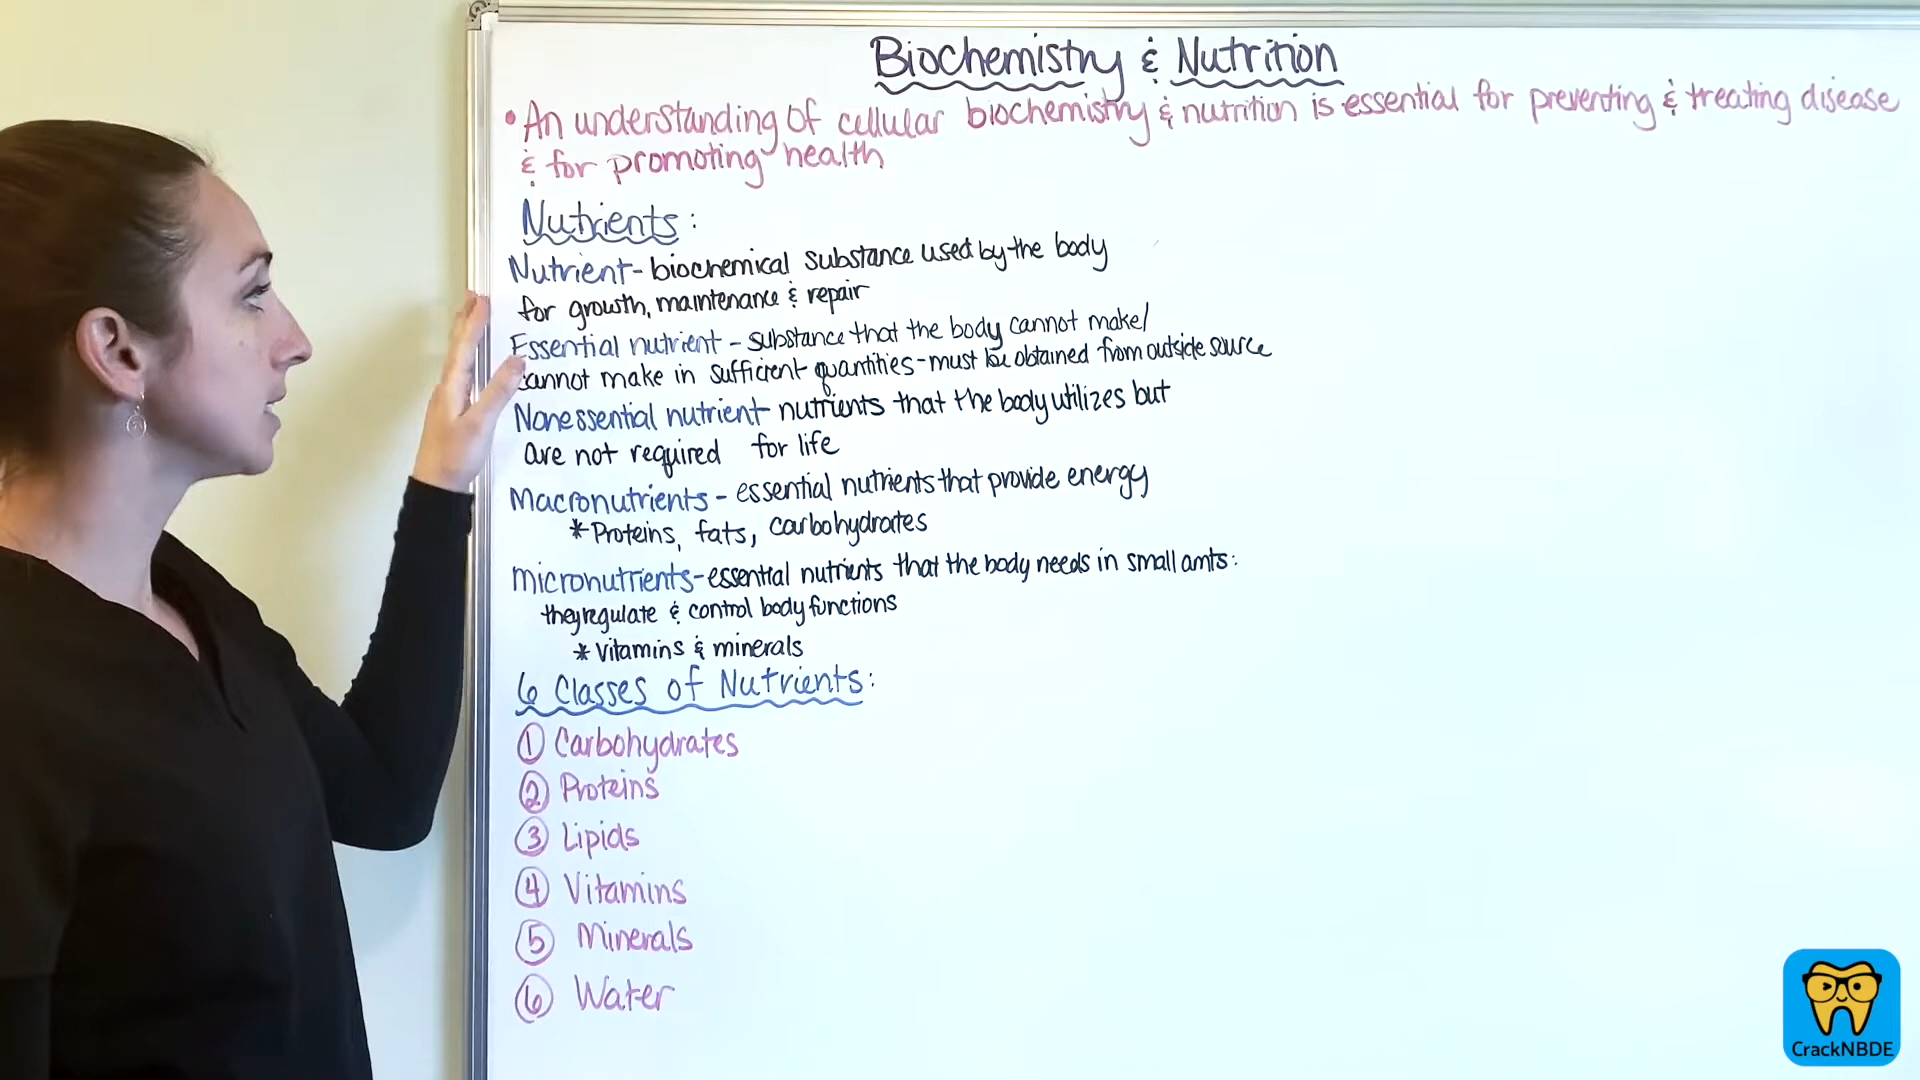 Biochemistry & Nutrition
• An understanding of cellular biochemistry & nutrition is essential for preventing & treating disease
& for promoting health
Nutrients:
Nutrient - biochemical substance used by the body
for growth, maintenance & repair
Essential nutrient - substance that the body cannot make/
cannot make in sufficient quantities - must be obtained from outside source
Nonessential nutrient - nutrients that the body utilizes but
are not required for life
Macronutrients - essential nutrients that provide energy
* Proteins, fats, carbohydrates
micronutrients - essential nutrients that the body needs in small amts:
they regulate & control body functions
* Vitamins & minerals
6 Classes of Nutrients:
① Carbohydrates
② Proteins
③ Lipids
④ Vitamins
⑤ Minerals
⑥ Water
CrackNBDE